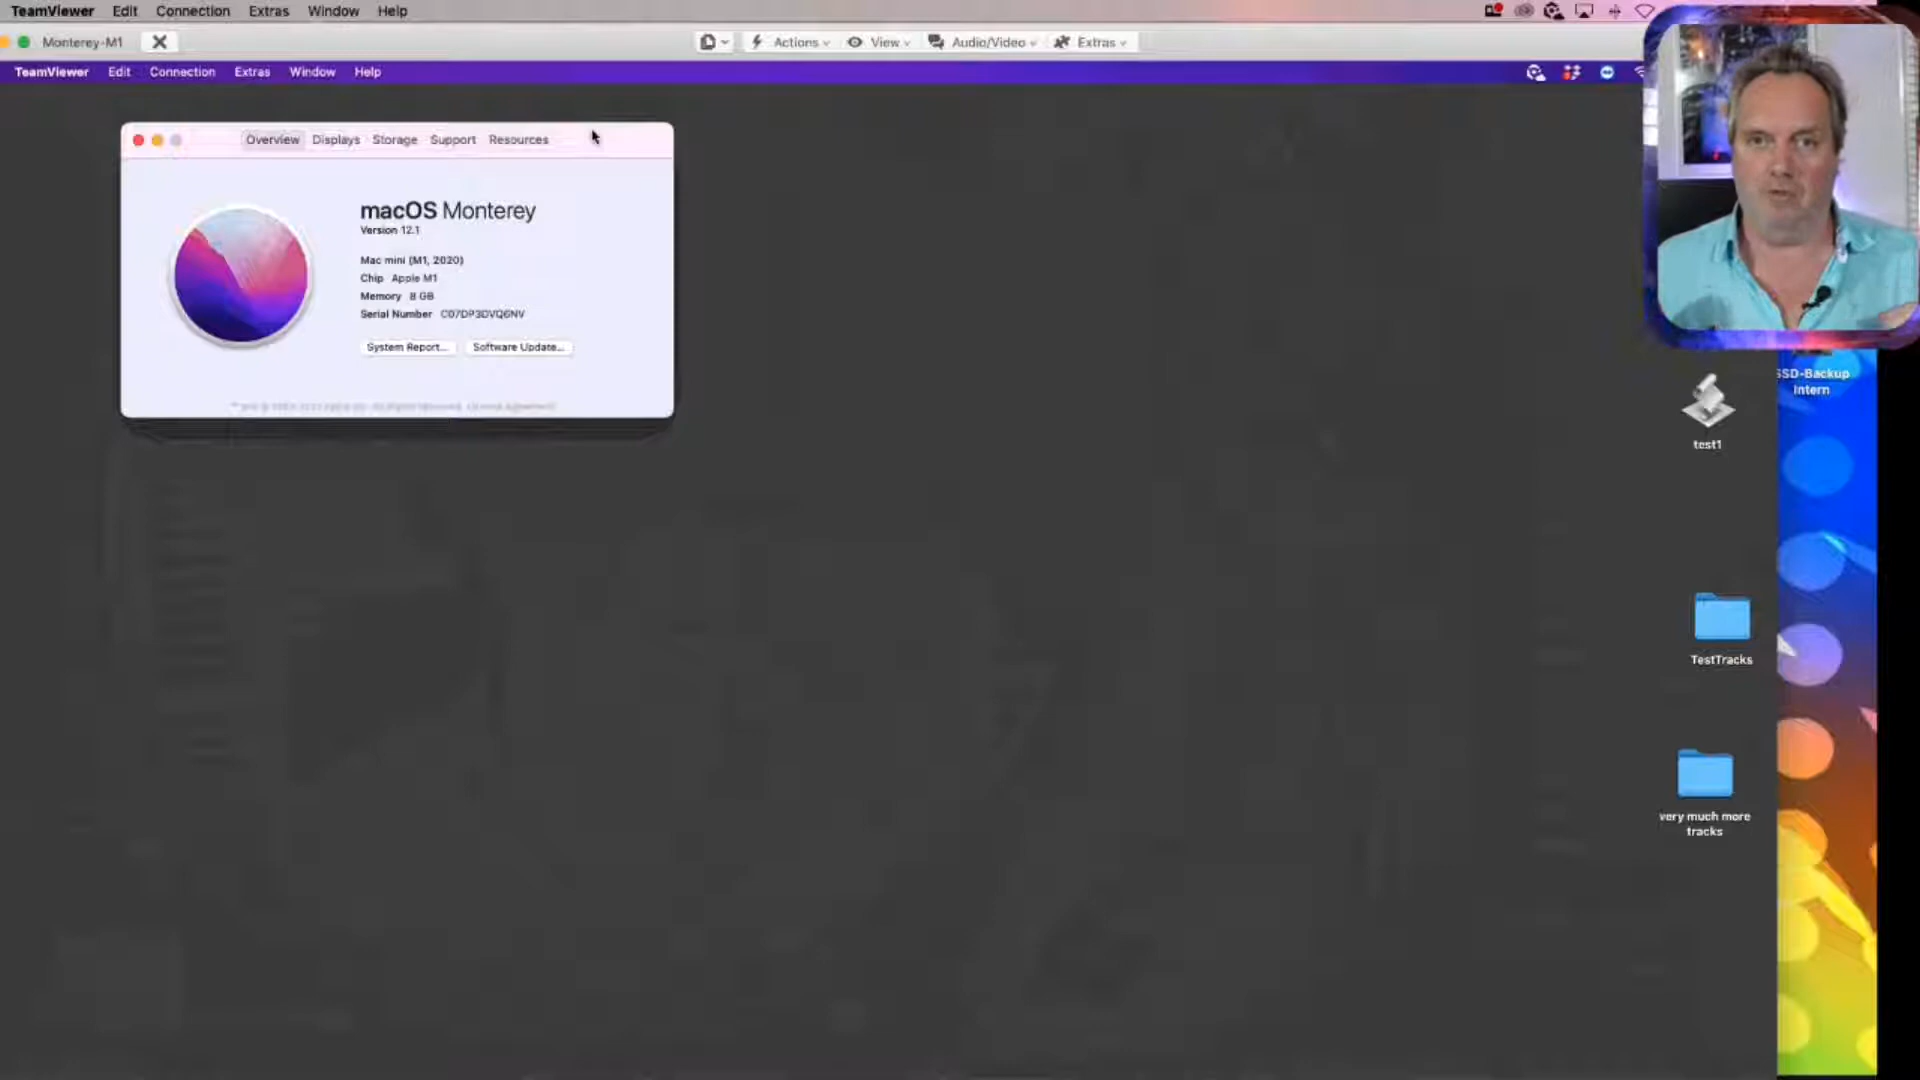 TeamViewer Edit Connection Extras Window Help
Monterey-M1 Actions View Audio/Video Extras
TeamViewer Edit Connection Extras Window Help
Overview Displays Storage Support Resources
macOS Monterey
Version 12.1
Mac mini (M1, 2020)
Chip Apple M1
Memory 8 GB
Serial Number C07DP3DVQ6NV
System Report... Software Update...
SSD-Backup
Intern
test1
TestTracks
very much more
tracks